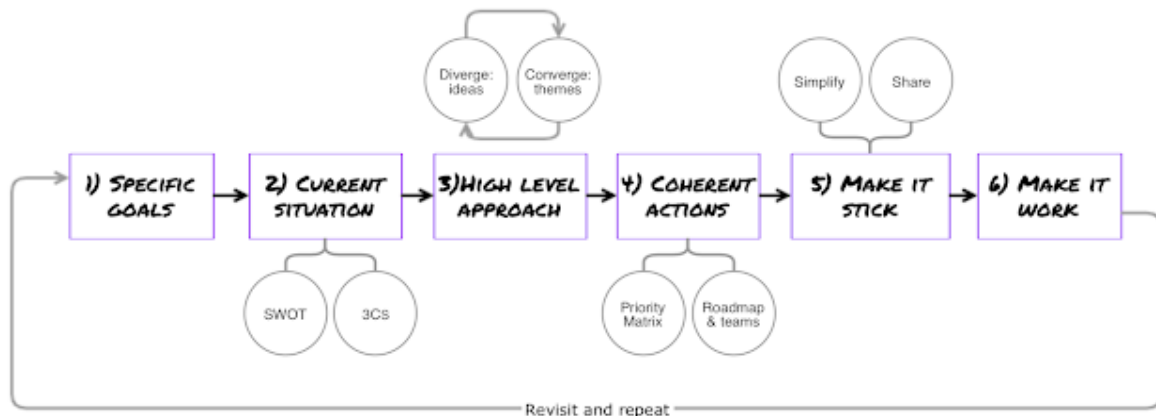 Diverge:
ideas
Converge:
themes
Simplify
Share
1) SPECIFIC
GOALS
2) CURRENT
SITUATION
3)HIGH LEVEL
APPROACH
4) COHERENT
ACTIONS
5) MAKE IT
STICK
6) MAKE IT
WORK
SWOT
3Cs
Priority
Matrix
Roadmap
& teams
Revisit and repeat